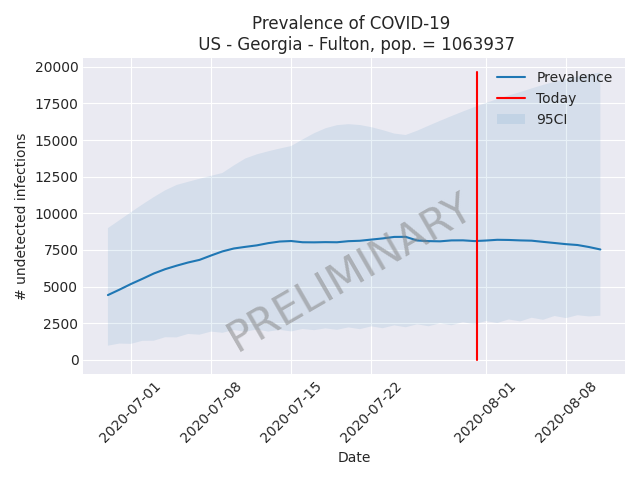 Prevalence of COVID-19
US - Georgia - Fulton, pop. = 1063937
20000
17500
15000
12500
10000
7500
5000
2500
0
# undetected infections
Prevalence
Today
95CI
PRELIMINARY
2020-07-01
2020-07-08
2020-07-15
2020-07-22
2020-08-01
2020-08-08
Date